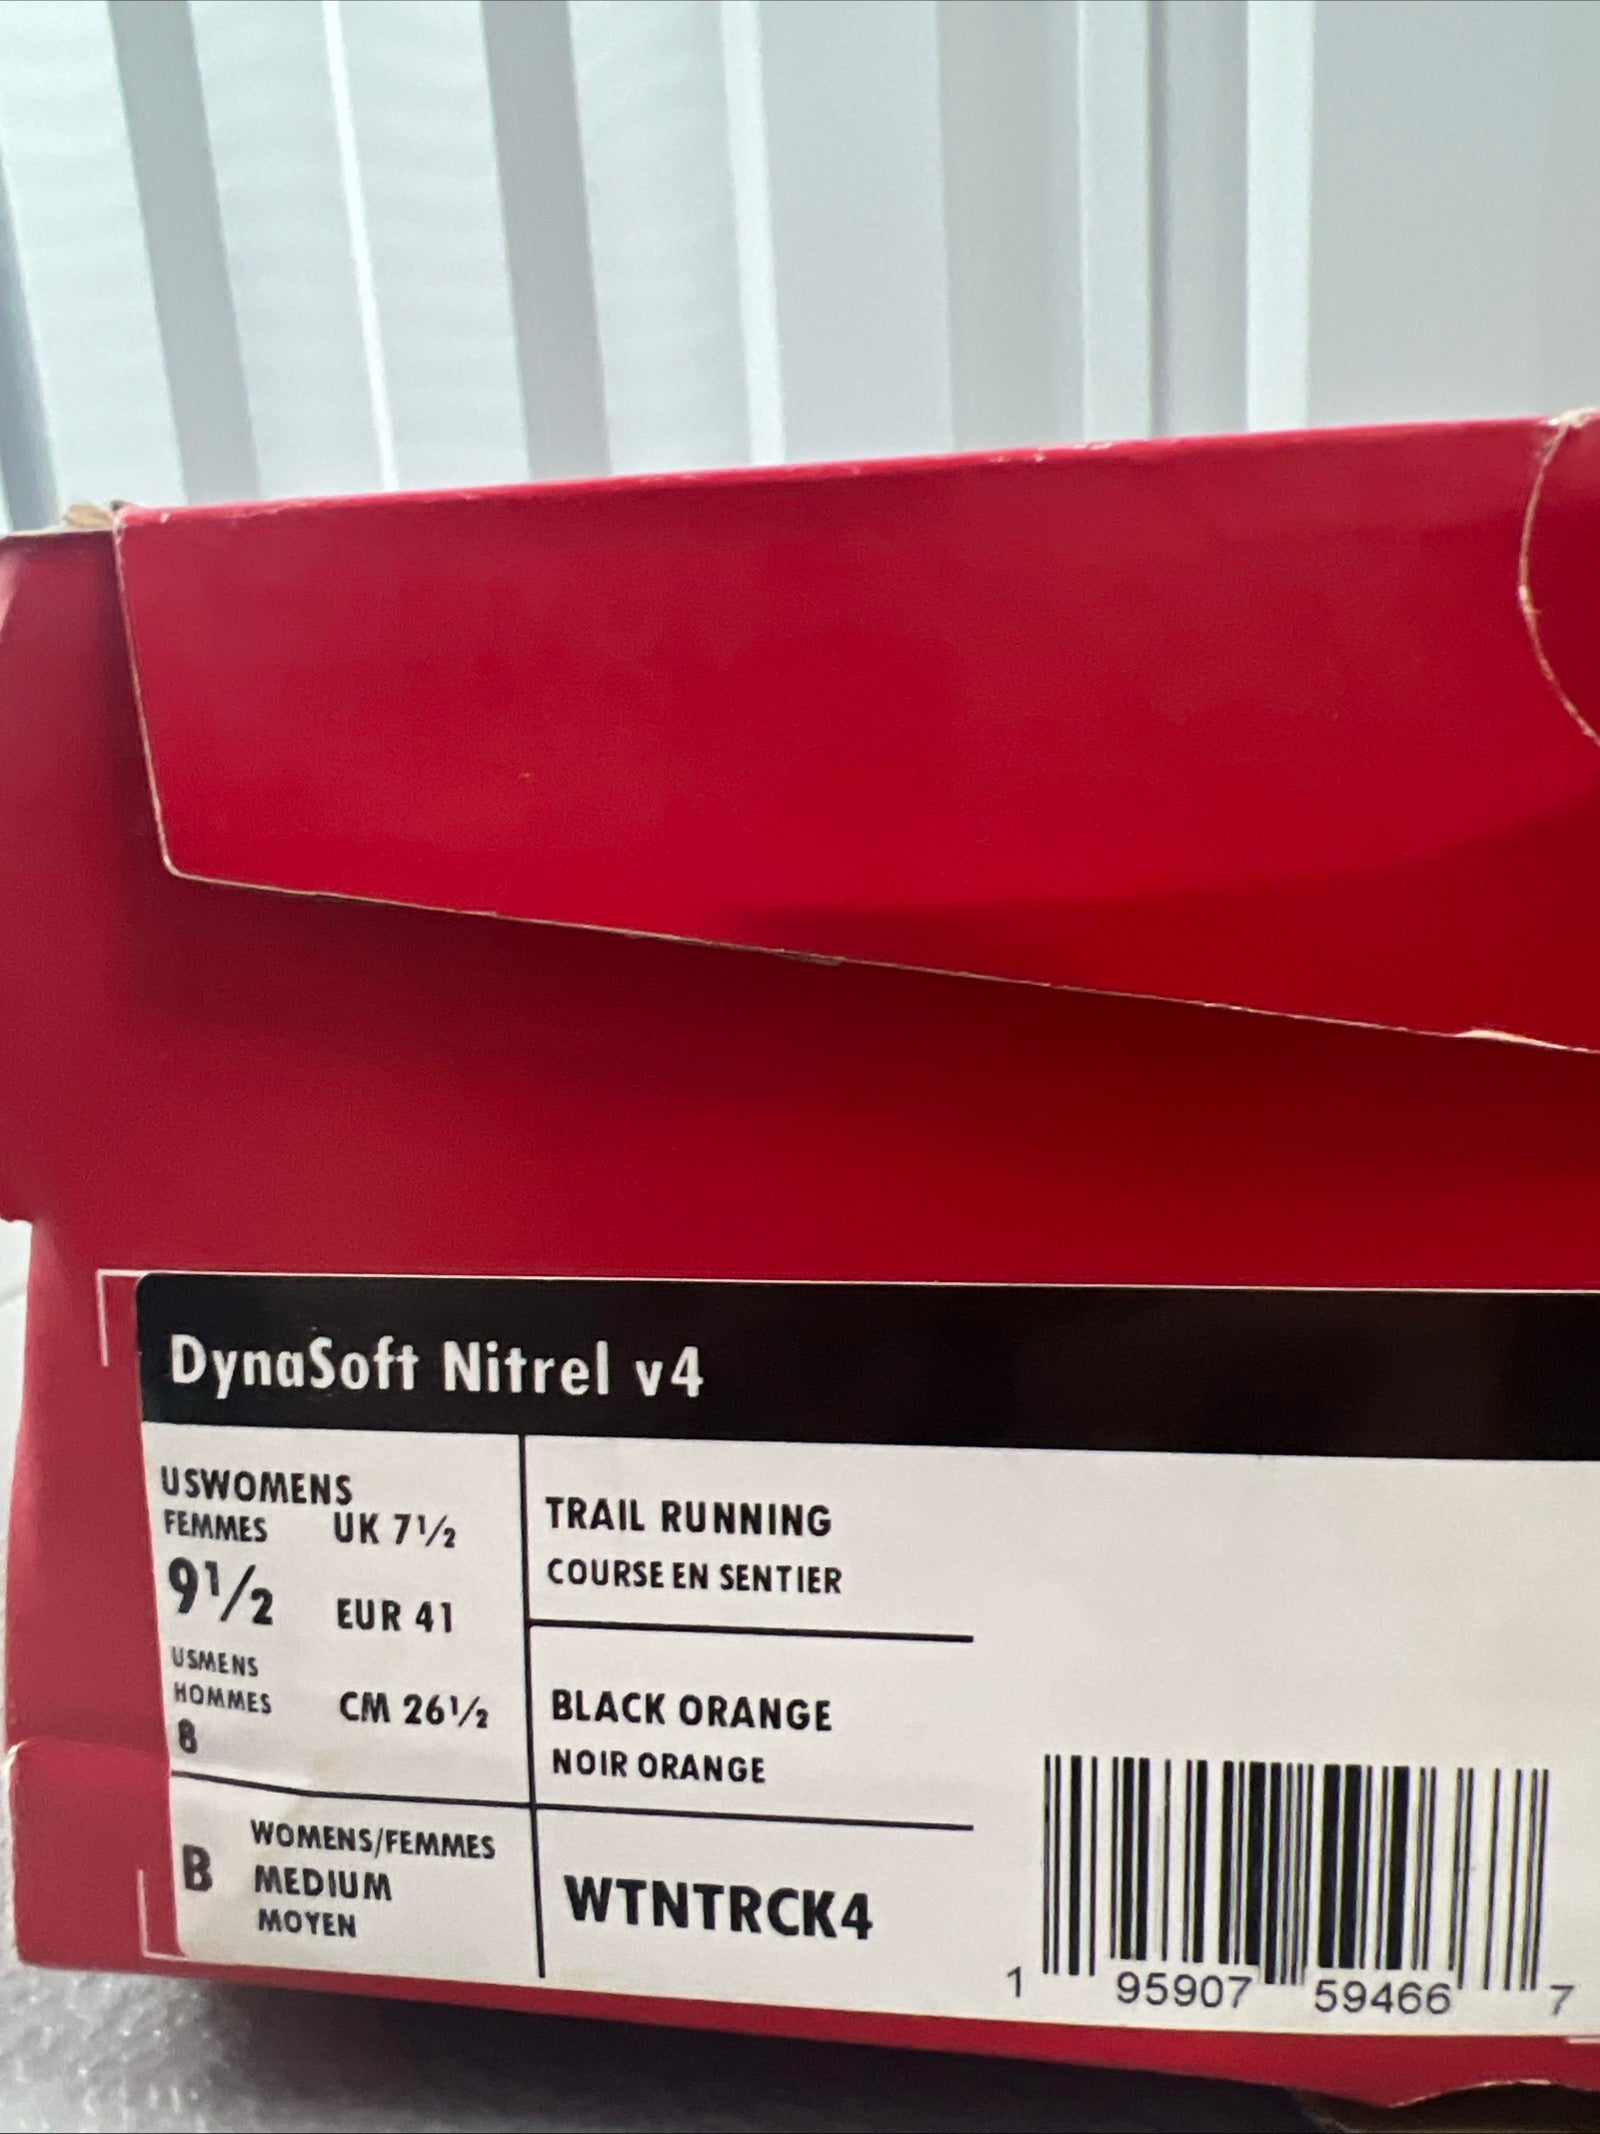 DynaSoft Nitrel v4
USWOMENS
FEMMES
9½
UK 7½
EUR 41
CM 26½
USMENS
HOMMES
8
B
WOMENS/FEMMES
MEDIUM
MOYEN
TRAIL RUNNING
COURSE EN SENTIER
BLACK ORANGE
NOIR ORANGE
WTNTRCK4
1 95907 59466 7